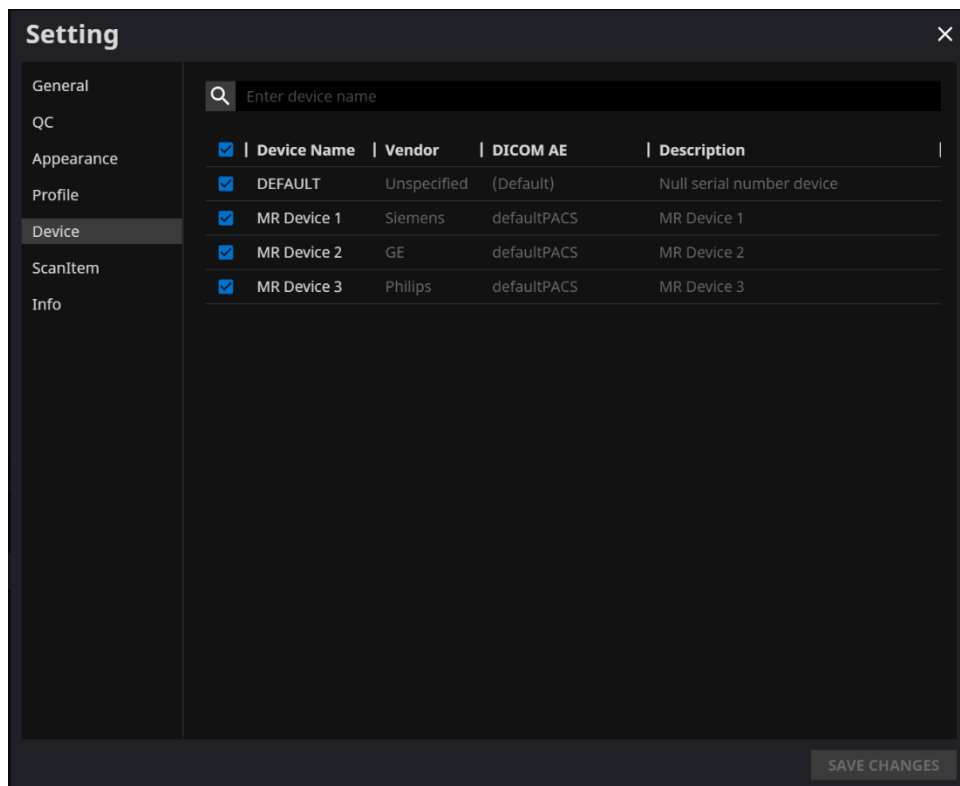 Setting
General
QC
Appearance
Profile
Device
ScanItem
Info
Enter device name
Device Name Vendor DICOM AE Description
DEFAULT Unspecified (Default) Null serial number device
MR Device 1 Siemens defaultPACS MR Device 1
MR Device 2 GE defaultPACS MR Device 2
MR Device 3 Philips defaultPACS MR Device 3
SAVE CHANGES